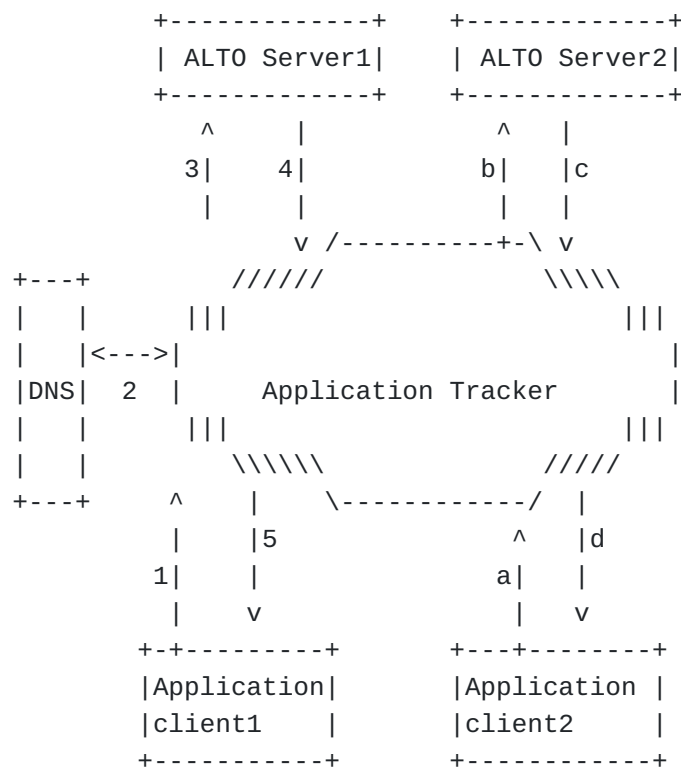 ALTO Server1 ALTO Server2
3 4 b c
DNS 2 Application Tracker
5 d
1 a
Application Application
client1 client2